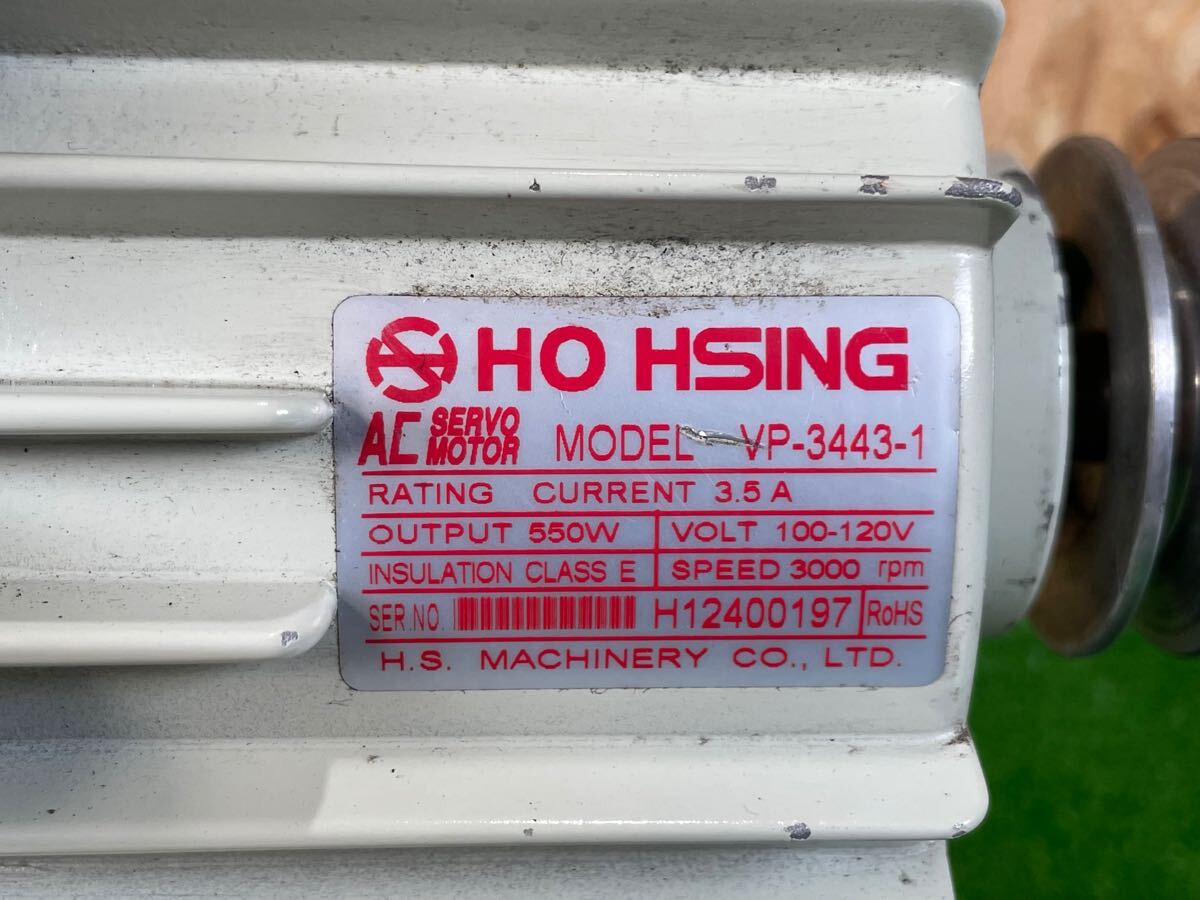 HO HSING
AC SERVO MOTOR MODEL VP-3443-1
RATING CURRENT 3.5 A
OUTPUT 550W VOLT 100-120V
INSULATION CLASS E SPEED 3000 rpm
SER.NO. H12400197 RoHS
H.S. MACHINERY CO., LTD.